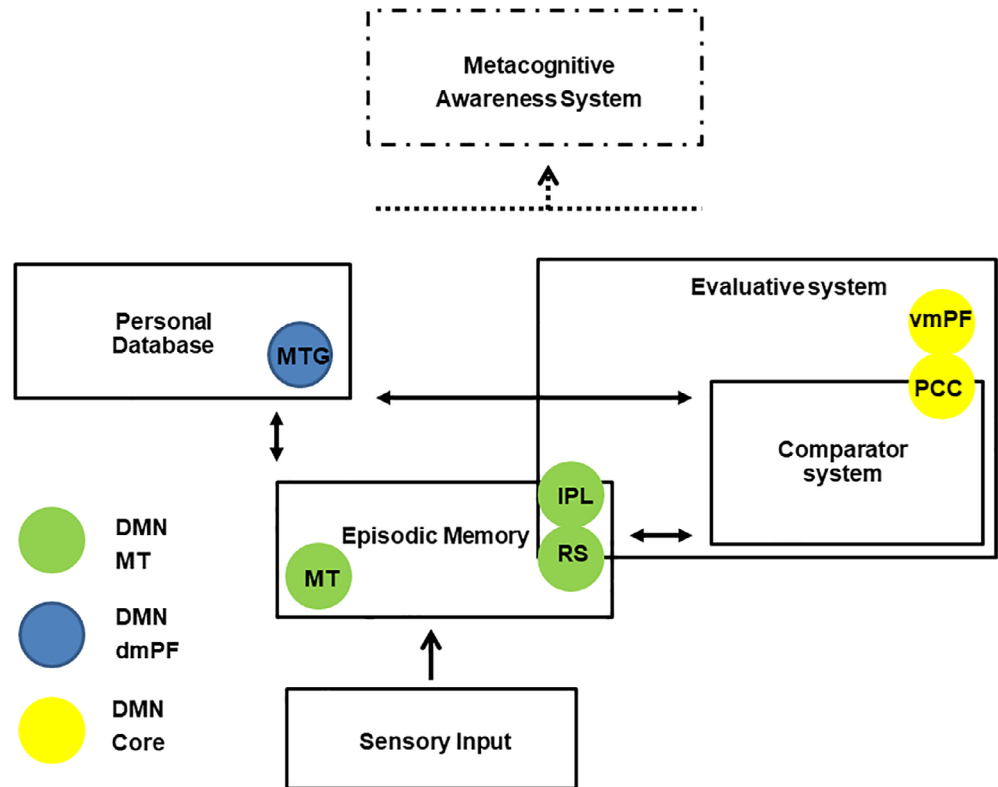 Metacognitive
Awareness System
Evaluative system
vmPF
Personal
Database
MTG
PCC
Comparator
system
IPL
Episodic Memory
RS
MT
DMN
MT
DMN
dmPF
DMN
Core
Sensory Input